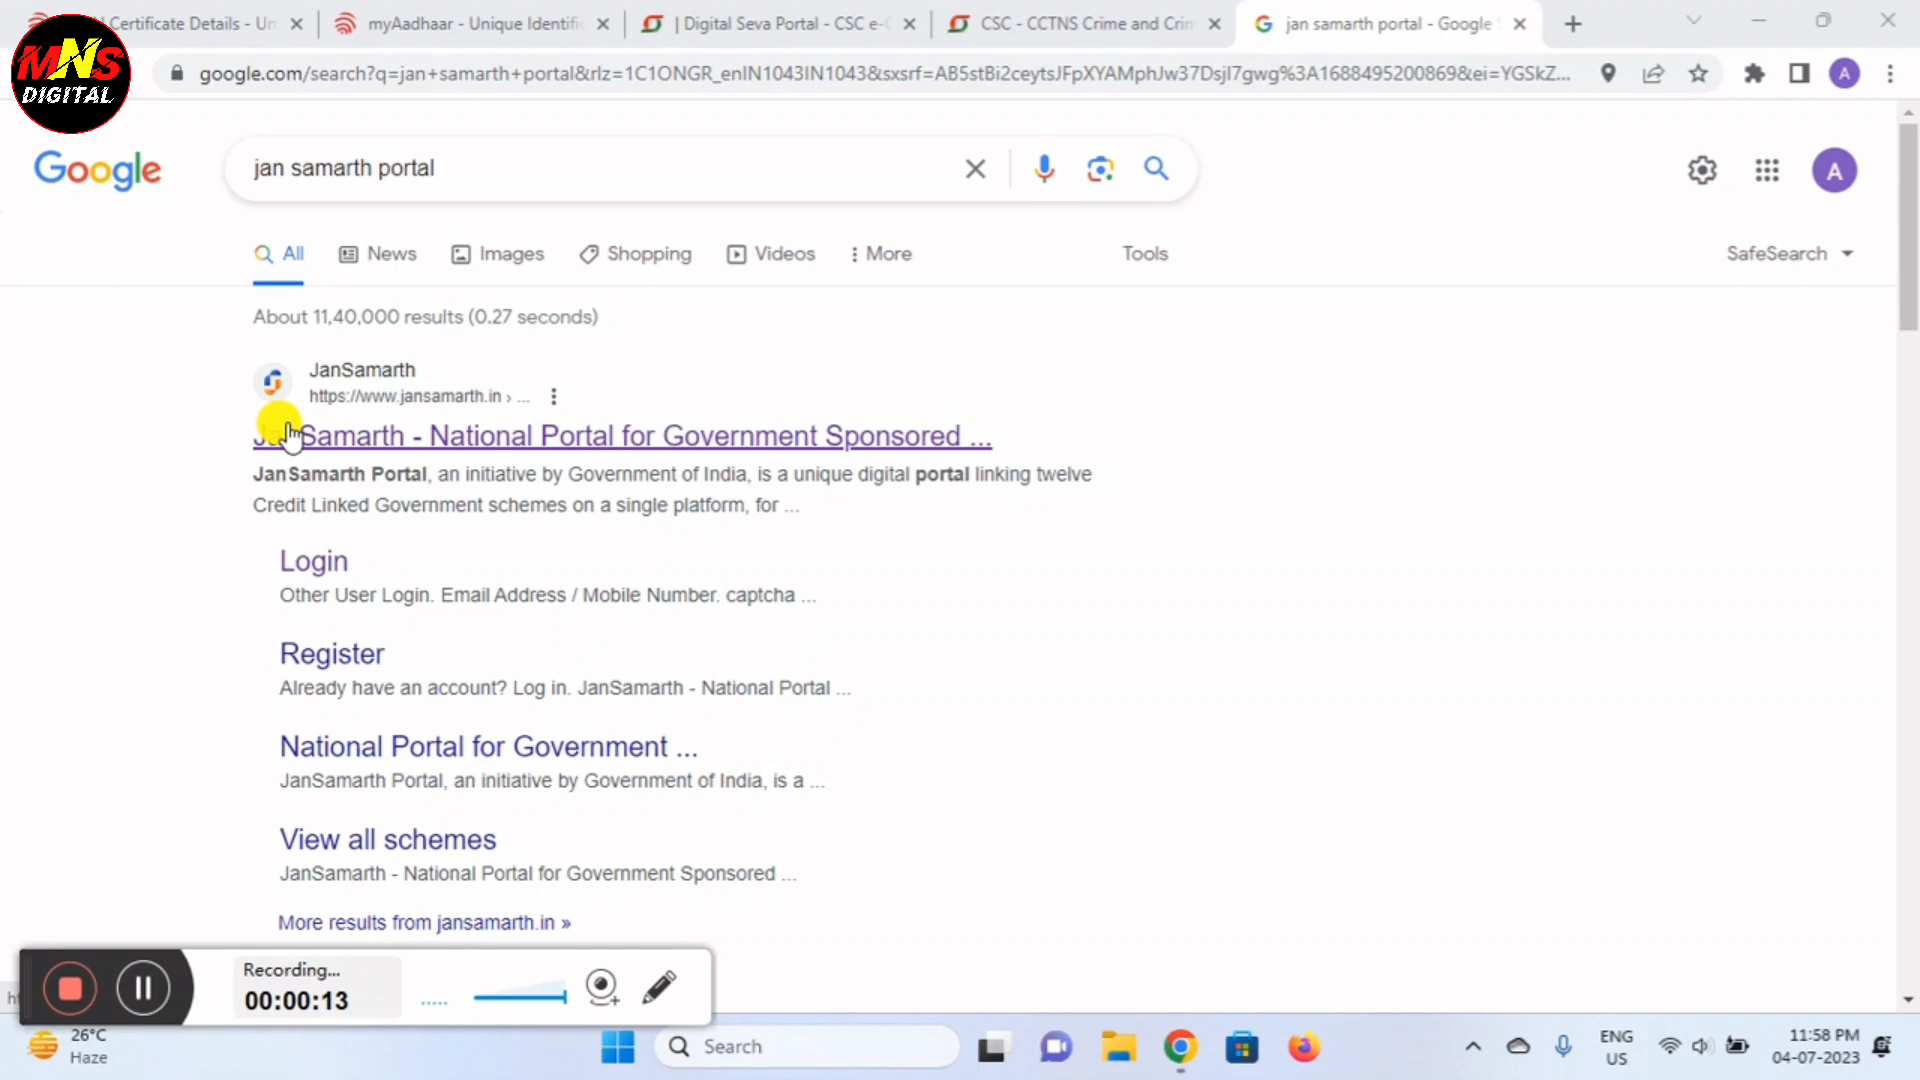 Certificate Details - Un
myAadhaar - Unique Identific
| Digital Seva Portal - CSC e-G
CSC - CCTNS Crime and Crim
jan samarth portal - Google S
MNS
DIGITAL
google.com/search?q=jan+samarth+portal&rlz=1C1ONGR_enIN1043IN1043&sxsrf=AB5stBi2ceytsJFpXYAMphJw37Dsjl7gwg%3A1688495200869&ei=YGSkZ...
A
Google
jan samarth portal
A
All
News
Images
Shopping
Videos
More
Tools
SafeSearch
About 11,40,000 results (0.27 seconds)
JanSamarth
https://www.jansamarth.in › ...
JanSamarth - National Portal for Government Sponsored ...
JanSamarth Portal, an initiative by Government of India, is a unique digital portal linking twelve
Credit Linked Government schemes on a single platform, for ...
Login
Other User Login. Email Address / Mobile Number. captcha ...
Register
Already have an account? Log in. JanSamarth - National Portal ...
National Portal for Government ...
JanSamarth Portal, an initiative by Government of India, is a ...
View all schemes
JanSamarth - National Portal for Government Sponsored ...
More results from jansamarth.in »
Recording...
00:00:13
26°C
Haze
Search
ENG
US
11:58 PM
04-07-2023